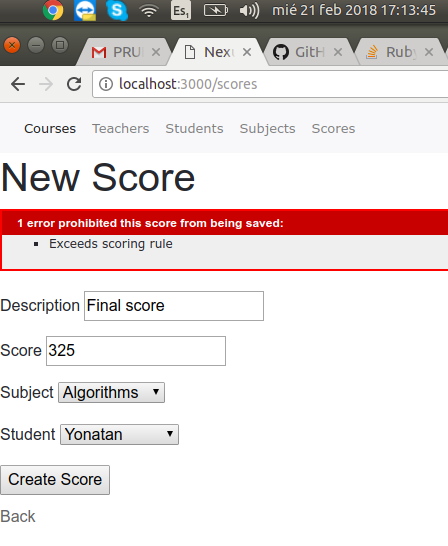 Es1 mié 21 feb 2018 17:13:45
PRU Nex GitH Ruby
localhost:3000/scores
Courses Teachers Students Subjects Scores
New Score
1 error prohibited this score from being saved:
Exceeds scoring rule
Description Final score
Score 325
Subject Algorithms
Student Yonatan
Create Score
Back